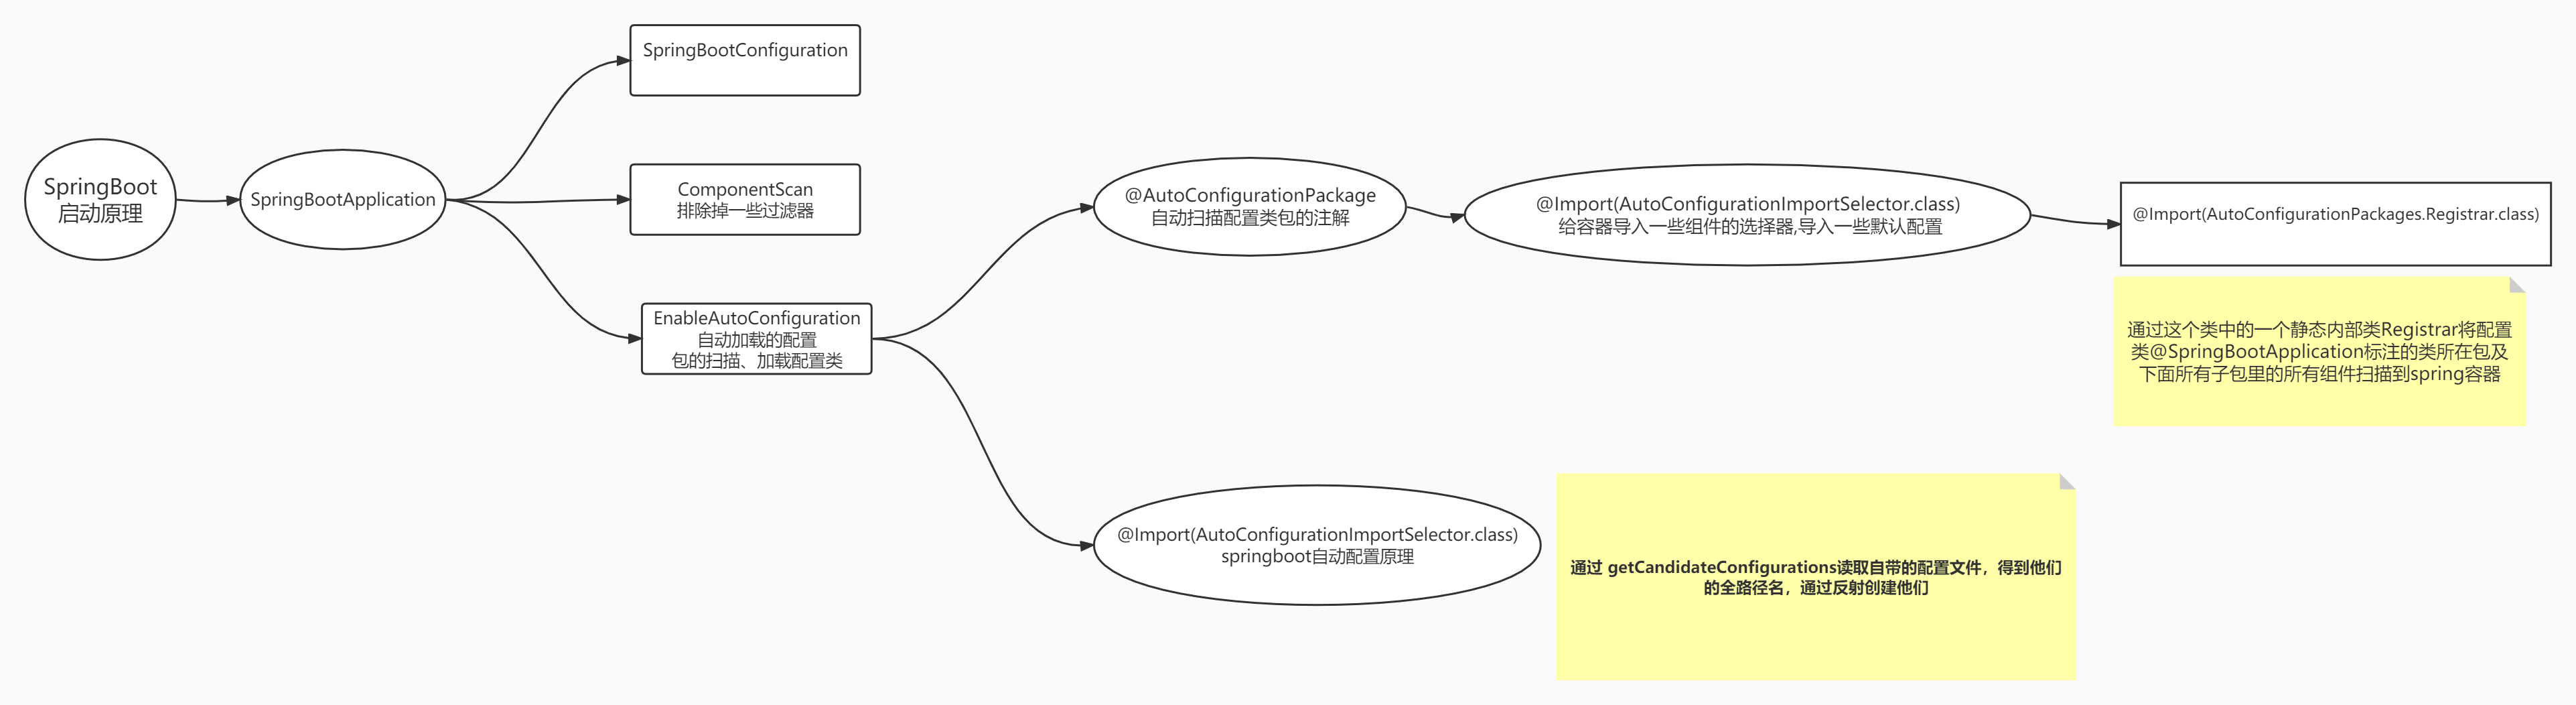 SpringBoot
启动原理
SpringBootApplication
SpringBootConfiguration
ComponentScan
排除掉一些过滤器
EnableAutoConfiguration
自动加载的配置
包的扫描、加载配置类
@AutoConfigurationPackage
自动扫描配置类包的注解
@Import(AutoConfigurationImportSelector.class)
给容器导入一些组件的选择器,导入一些默认配置
@Import(AutoConfigurationPackages.Registrar.class)
通过这个类中的一个静态内部类Registrar将配置
类@SpringBootApplication标注的类所在包及
下面所有子包里的所有组件扫描到spring容器
@Import(AutoConfigurationImportSelector.class)
springboot自动配置原理
通过 getCandidateConfigurations读取自带的配置文件，得到他们
的全路径名，通过反射创建他们